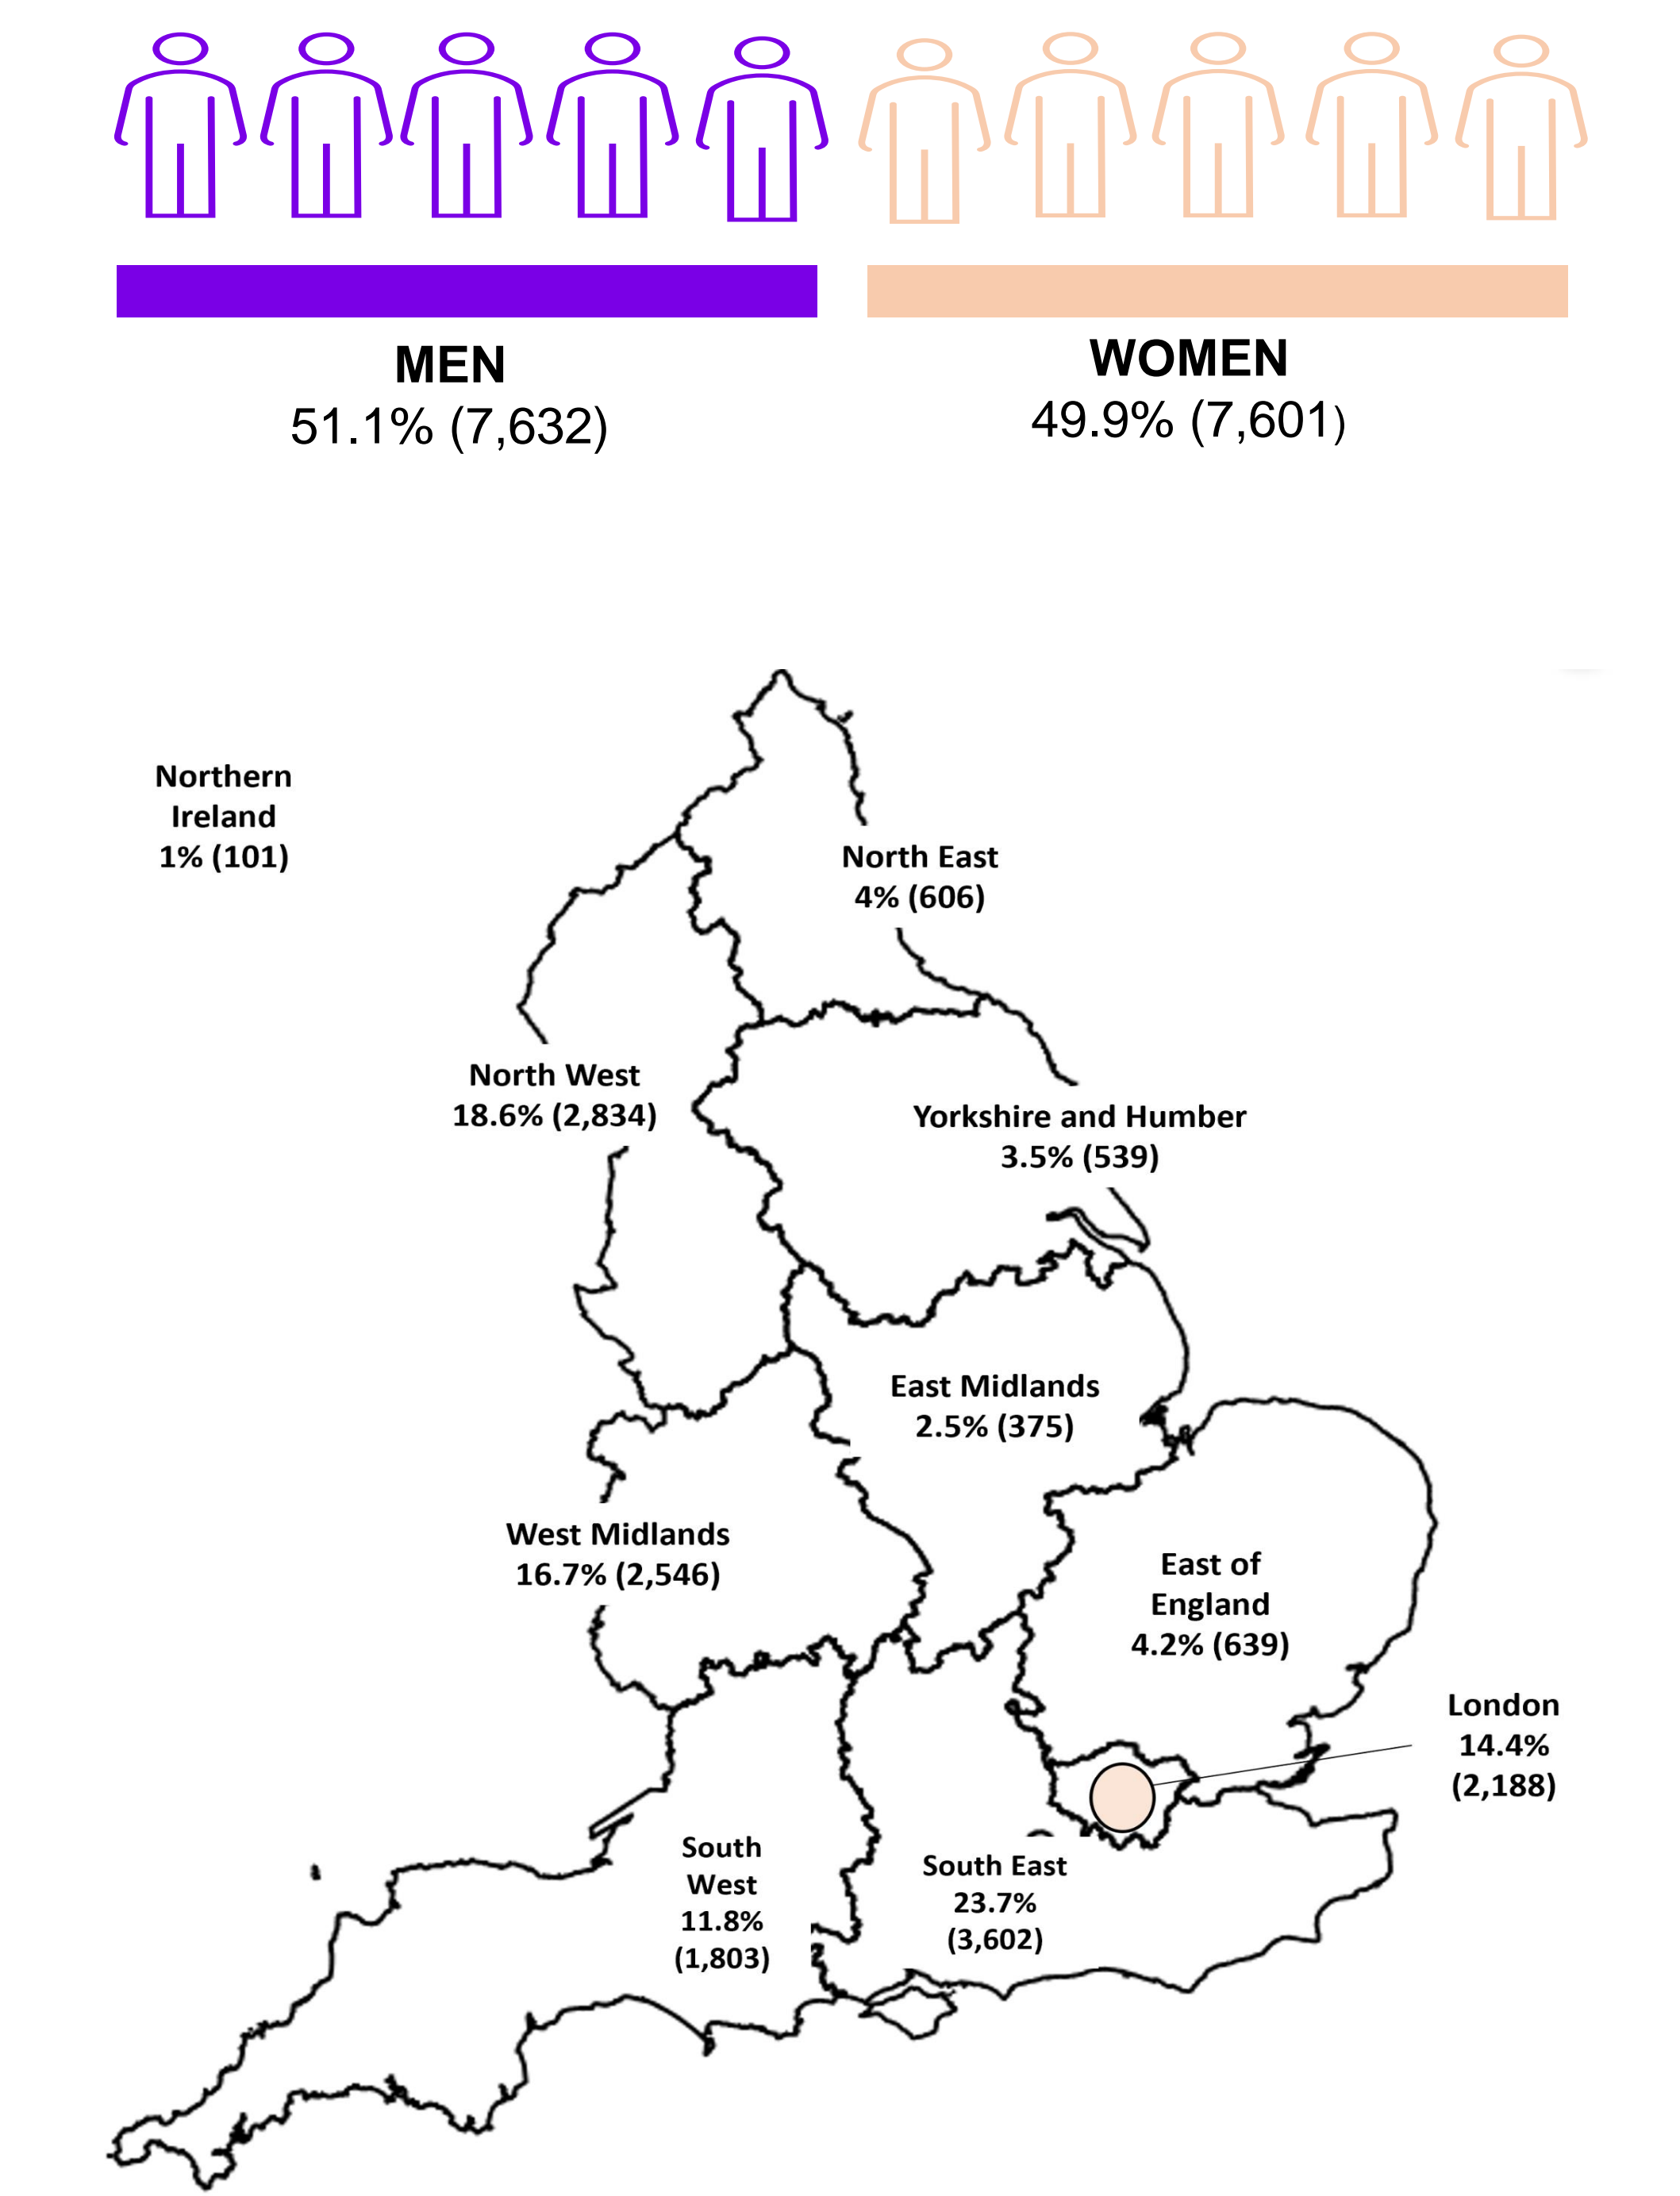 MEN
51.1% (7,632)
WOMEN
49.9% (7,601)
Northern
Ireland
1% (101)
North East
4% (606)
North West
18.6% (2,834)
Yorkshire and Humber
3.5% (539)
East Midlands
2.5% (375)
West Midlands
16.7% (2,546)
East of
England
4.2% (639)
London
14.4%
(2,188)
South
West
11.8%
(1,803)
South East
23.7%
(3,602)